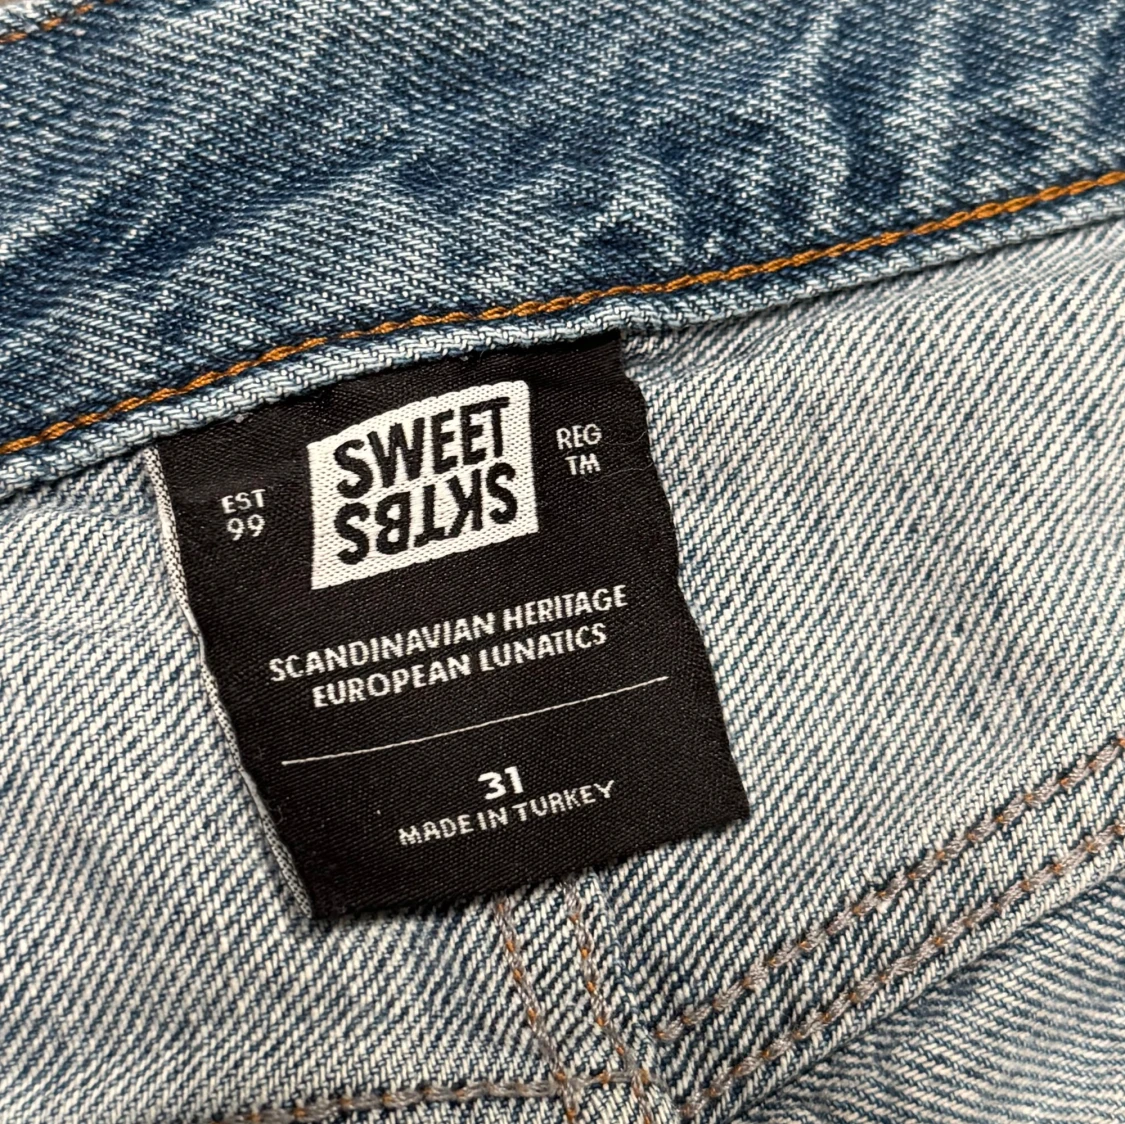 SWEET
SKTBS
EST
99
REG
TM
SCANDINAVIAN HERITAGE
EUROPEAN LUNATICS
31
MADE IN TURKEY